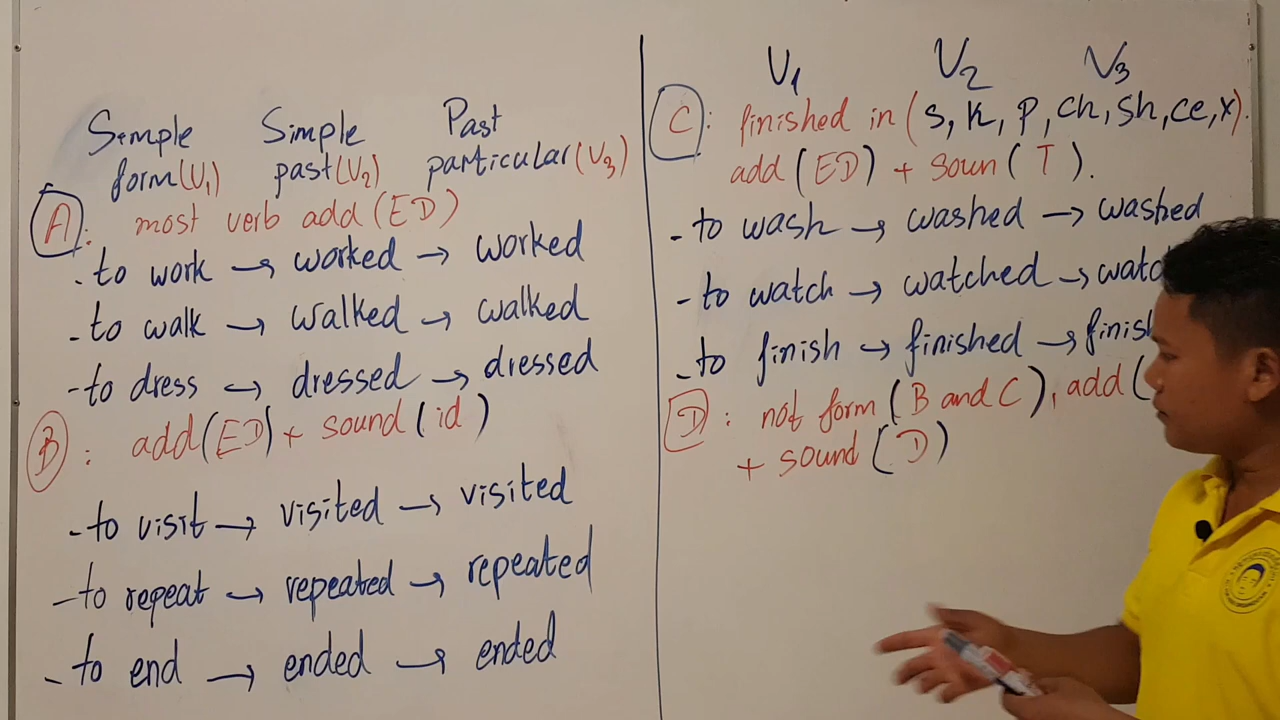 Simple Simple Past
form(V1) past(V2) particular(V3)
A: most verb add(ED)
- to work → worked → worked
- to walk → walked → walked
- to dress → dressed → dressed
B: add(ED) + sound(id)
- to visit → visited → visited
- to repeat → repeated → repeated
- to end → ended → ended
V1 V2 V3
C: finished in (s, k, p, ch, sh, ce, x).
add (ED) + soun (T).
- to wash → washed → washed
- to watch → watched →
- to finish → finished →
D: not form (B and C), add (
+ sound (D)